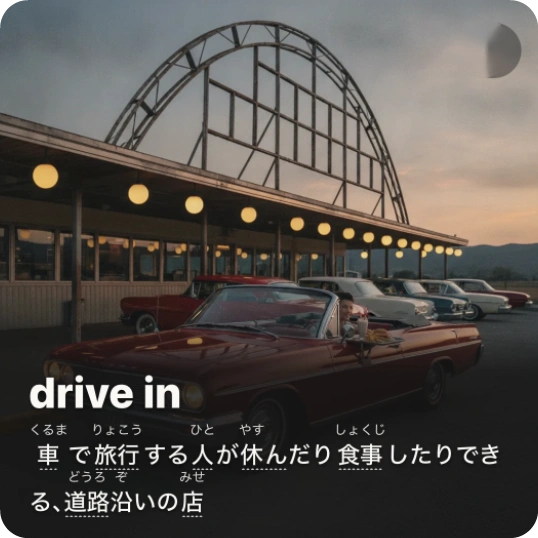 drive in
くるま りょこう ひと やす しょくじ
車で旅行する人が休んだり食事したりでき
どうろ ぞ みせ
る、道路沿いの店